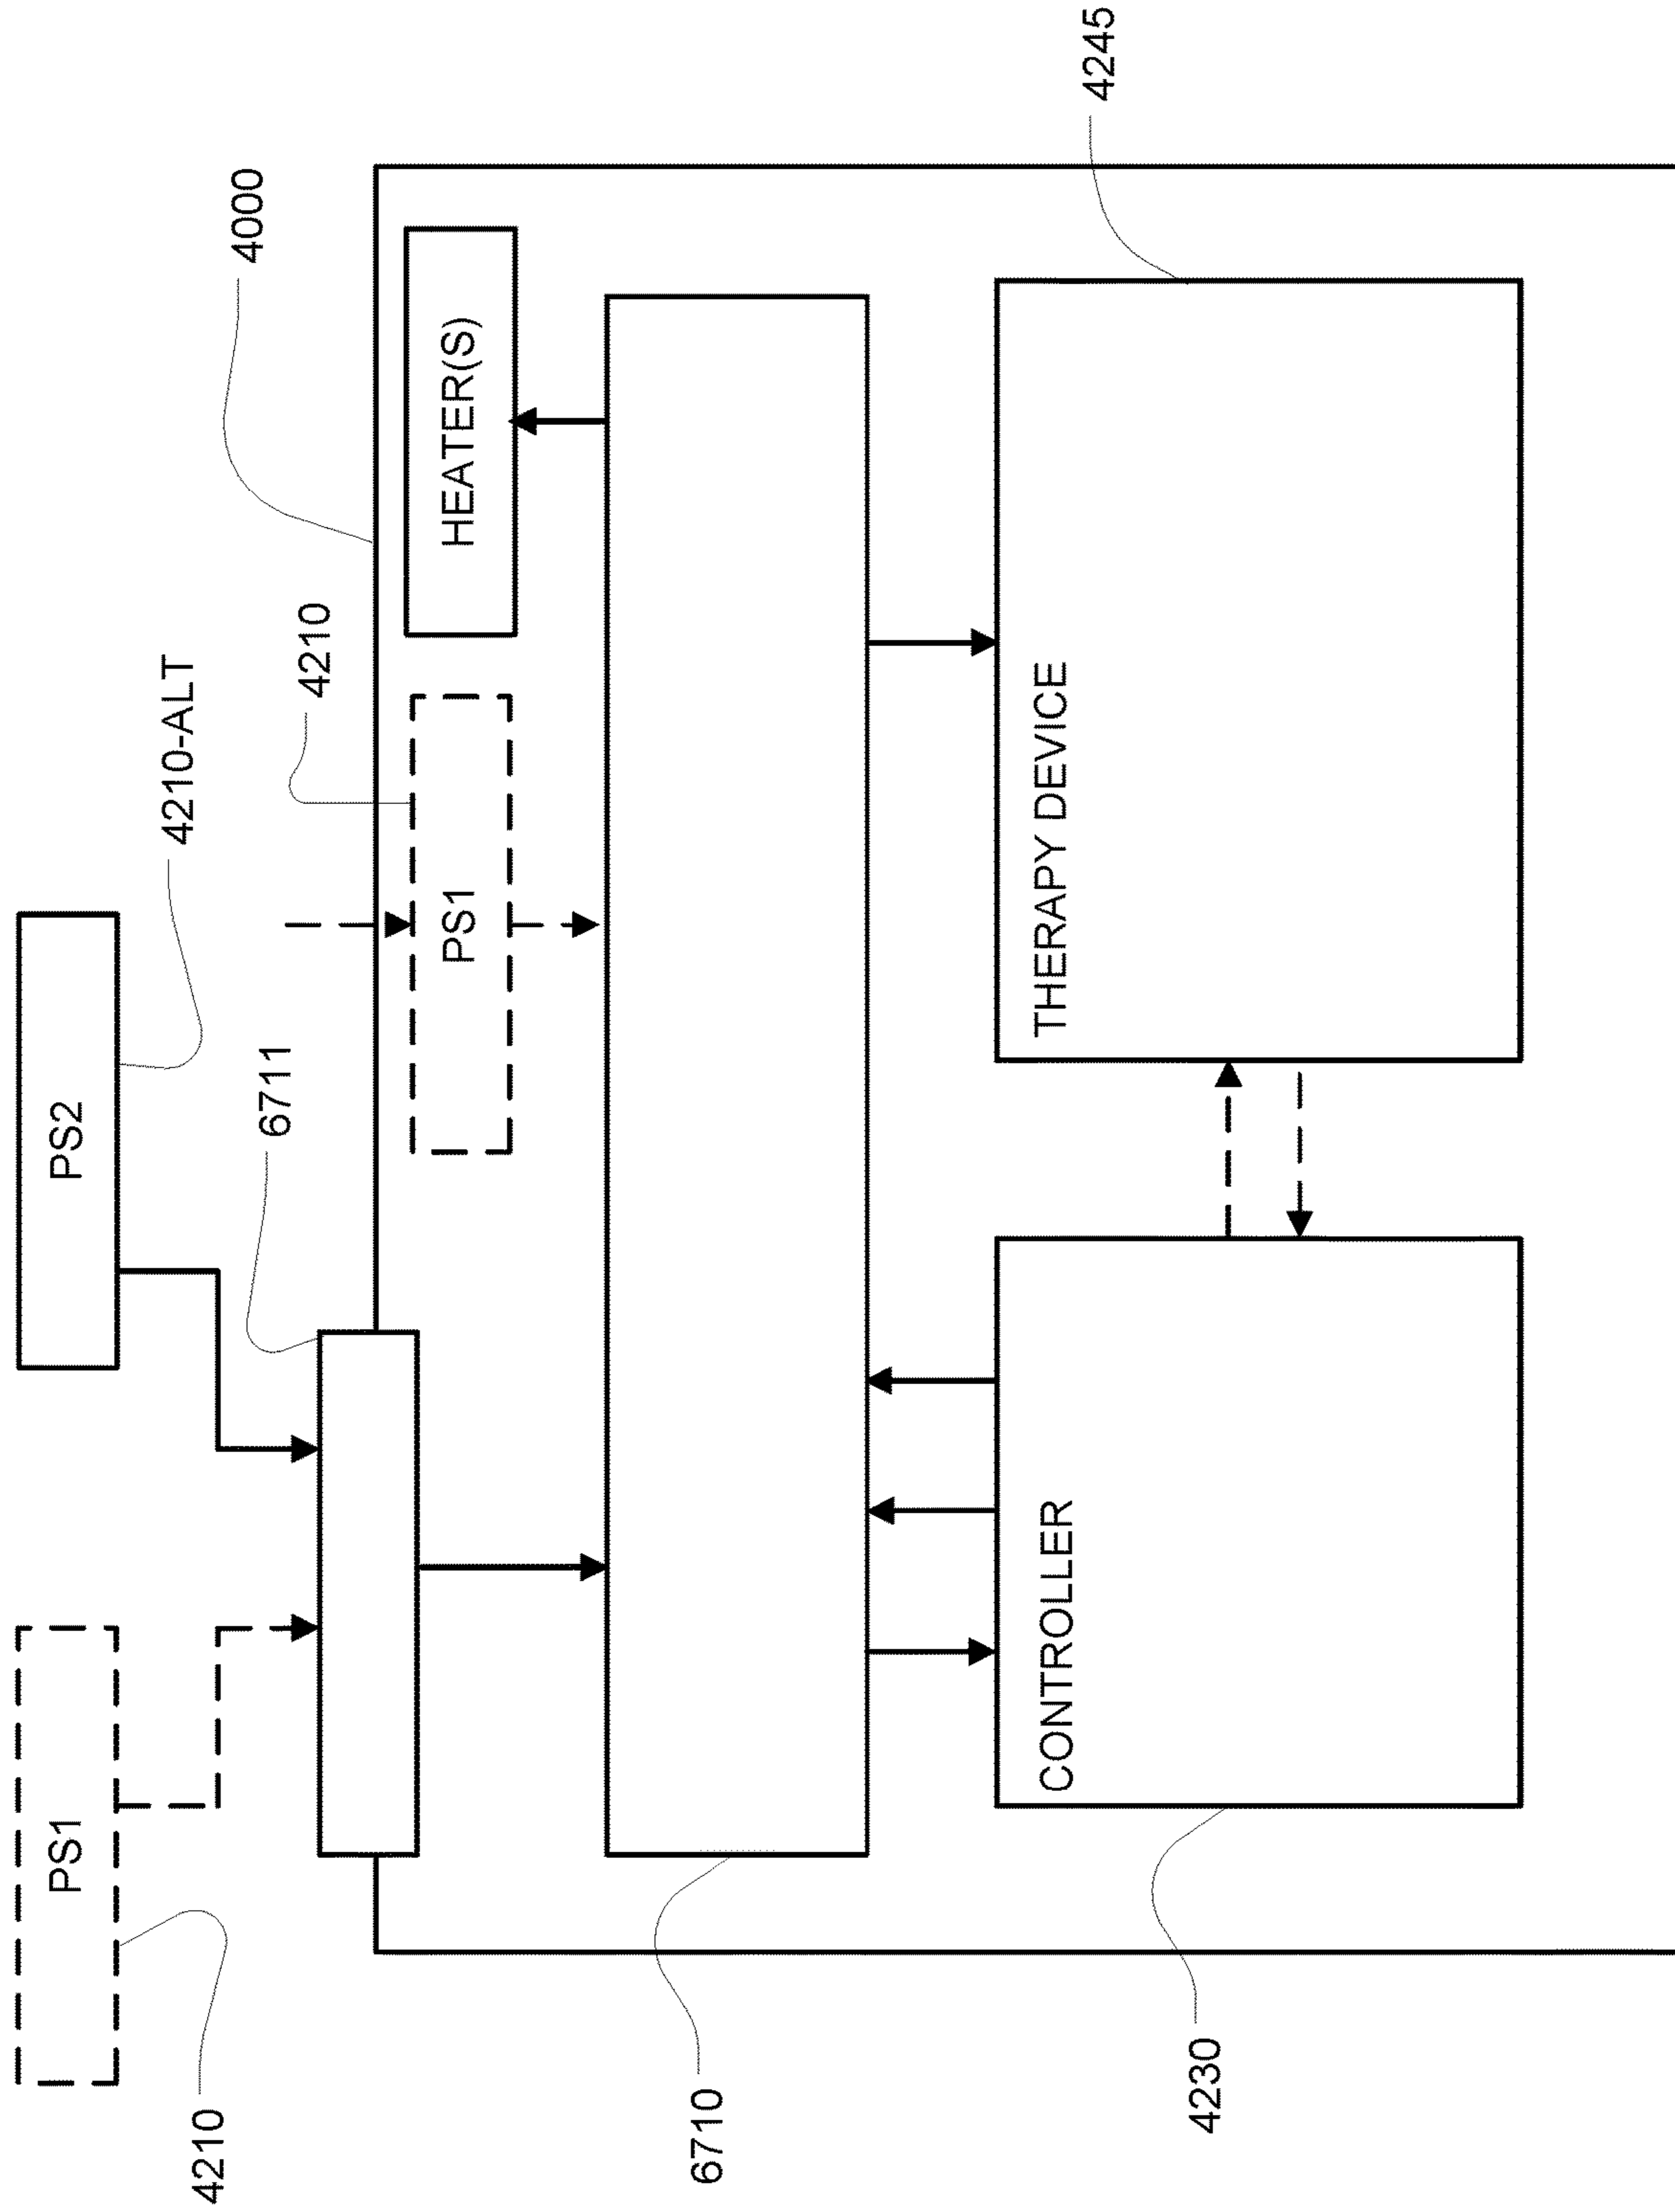 PS1
PS2
4210
4210-ALT
4000
6711
4210
PS1
HEATER(S)
6710
CONTROLLER
THERAPY DEVICE
4245
4230